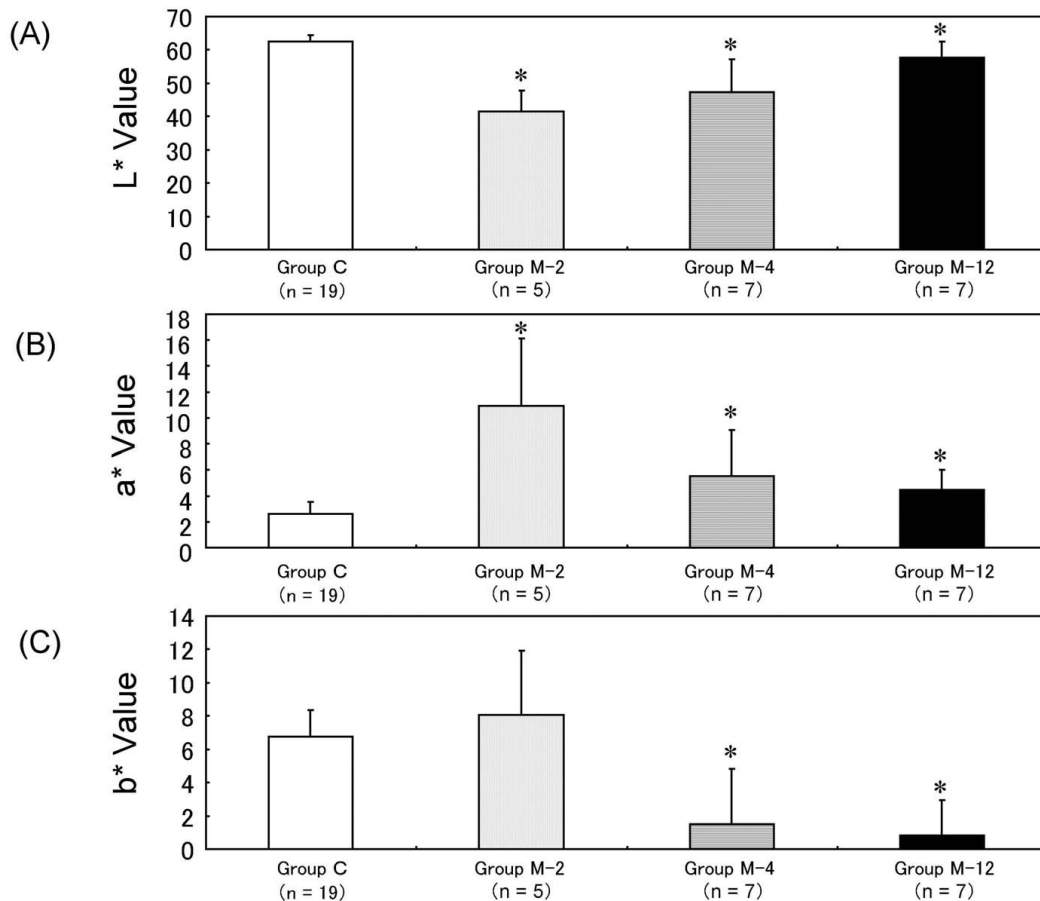 (A)
L* Value
70
60
50
40
30
20
10
0
*
*
*
Group C
(n = 19)
Group M-2
(n = 5)
Group M-4
(n = 7)
Group M-12
(n = 7)
(B)
a* Value
18
16
14
12
10
8
6
4
2
0
*
*
*
Group C
(n = 19)
Group M-2
(n = 5)
Group M-4
(n = 7)
Group M-12
(n = 7)
(C)
b* Value
14
12
10
8
6
4
2
0
*
*
Group C
(n = 19)
Group M-2
(n = 5)
Group M-4
(n = 7)
Group M-12
(n = 7)